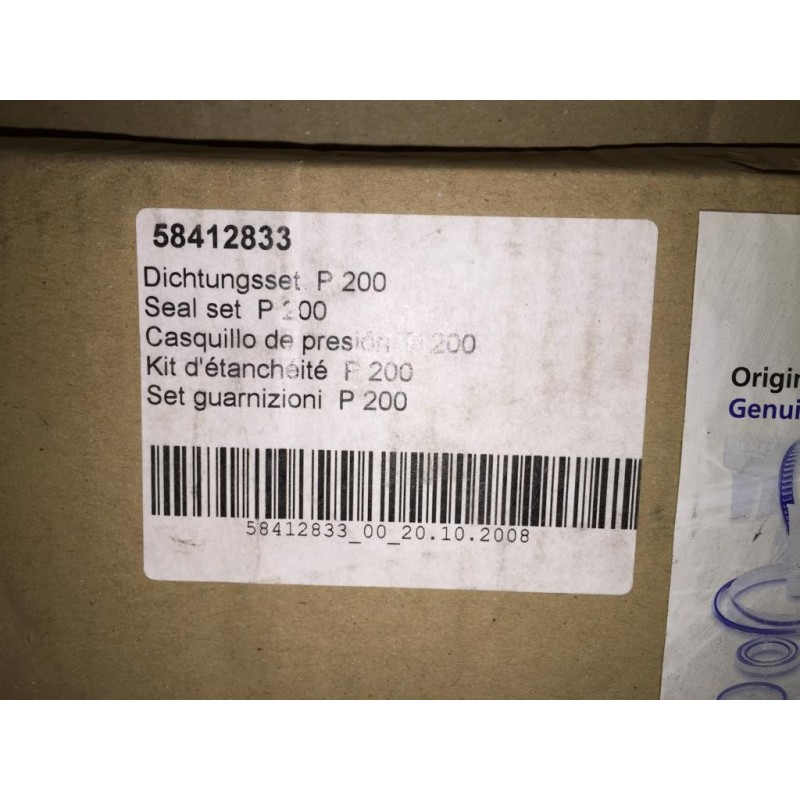 58412833
Dichtungsset P 200
Seal set P 200
Casquillo de presión P 200
Kit d'étanchéité P 200
Set guarnizioni P 200
58412833_00_20.10.2008
Origin
Genui